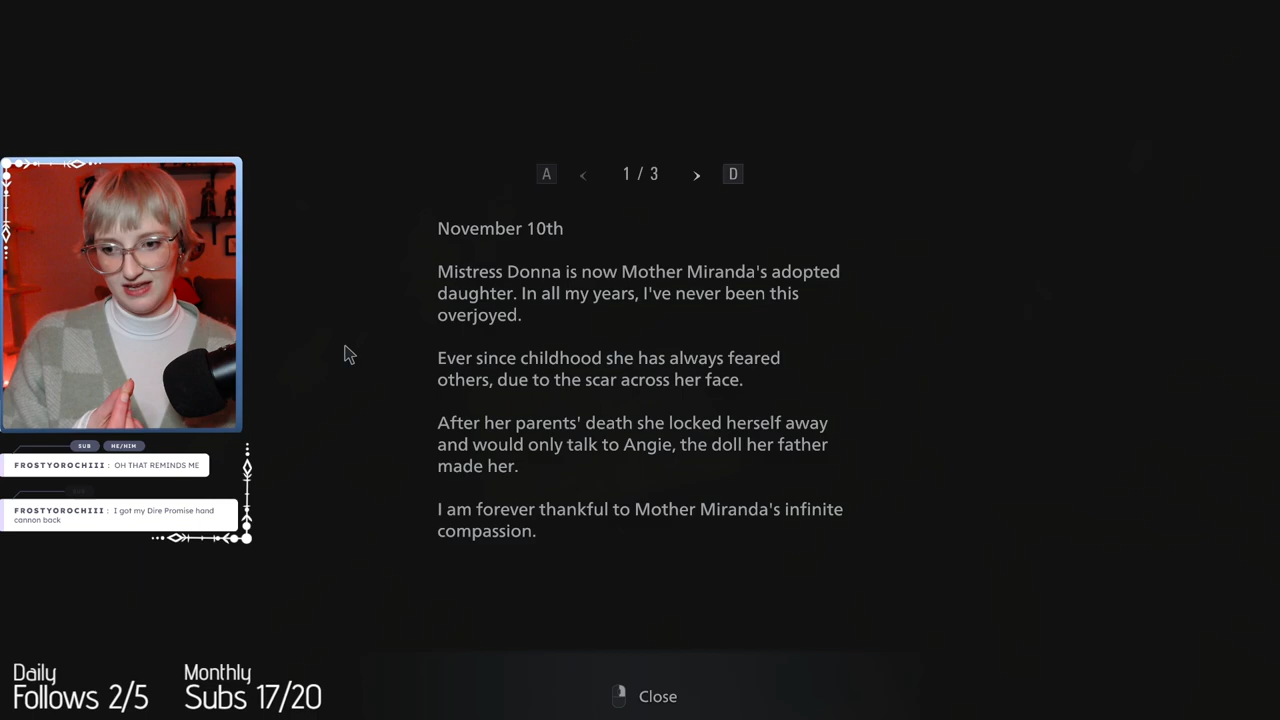 A < 1 / 3 > D
November 10th
Mistress Donna is now Mother Miranda's adopted
daughter. In all my years, I've never been this
overjoyed.
Ever since childhood she has always feared
others, due to the scar across her face.
After her parents' death she locked herself away
and would only talk to Angie, the doll her father
made her.
I am forever thankful to Mother Miranda's infinite
compassion.
SUB HE/HIM
FROSTYOROCHIII : OH THAT REMINDS ME
FROSTYOROCHIII : I got my Dire Promise hand
cannon back
Daily
Follows 2/5
Monthly
Subs 17/20
Close